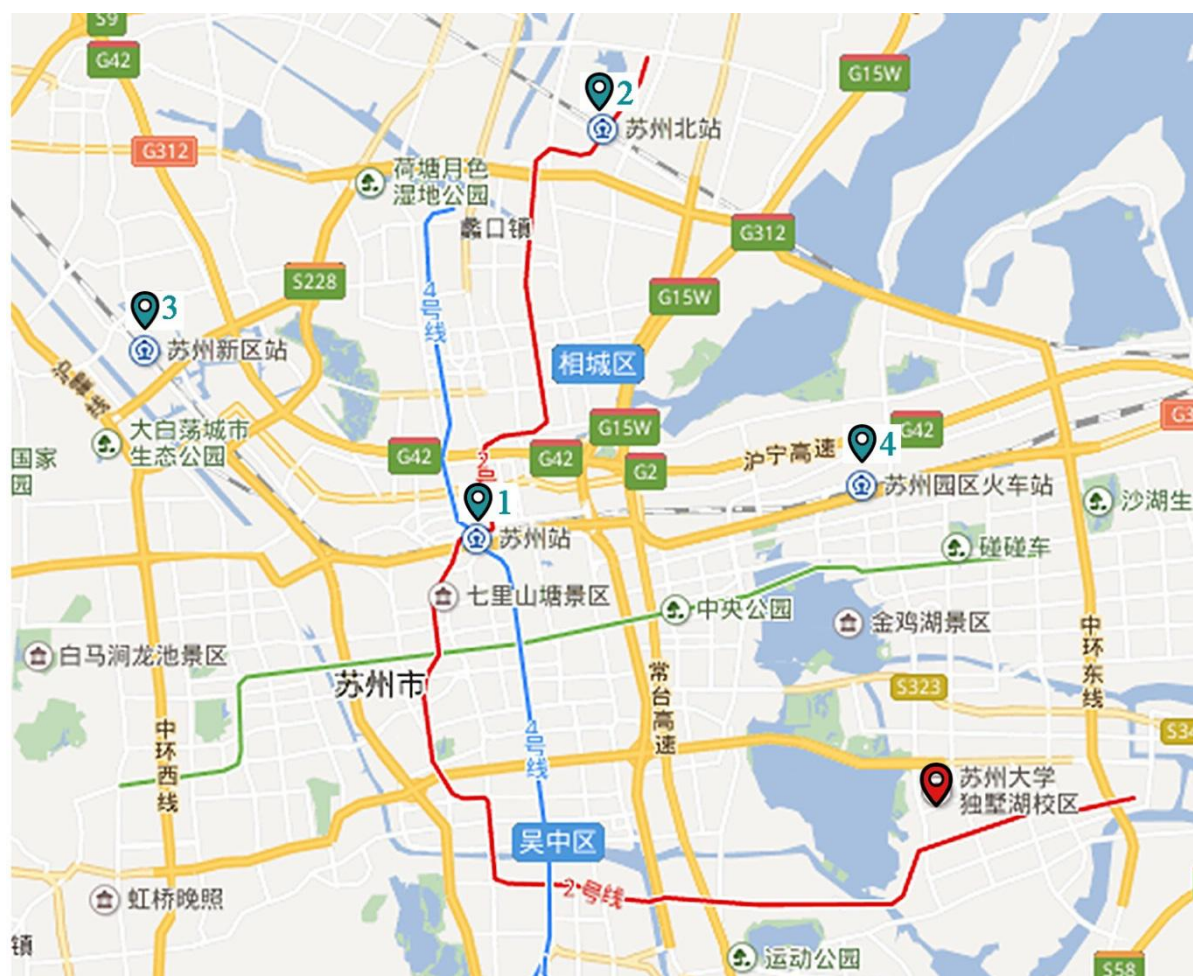 S9
G42
2
G15W
苏州北站
G312
荷塘月色
湿地公园
蠡口镇
G312
S228
4号线
G15W
3
苏州新区站
相城区
沪霍线
大白荡城市
生态公园
G15W
G42
国家
园
G42
2号
G42
G2
沪宁高速
4
苏州园区火车站
沙湖生
1
苏州站
碰碰车
七里山塘景区
中央公园
金鸡湖景区
白马涧龙池景区
苏州市
常台高速
中环东线
S323
中环西线
4号线
S34
苏州大学
独墅湖校区
吴中区
2号线
虹桥晚照
镇
运动公园
S58